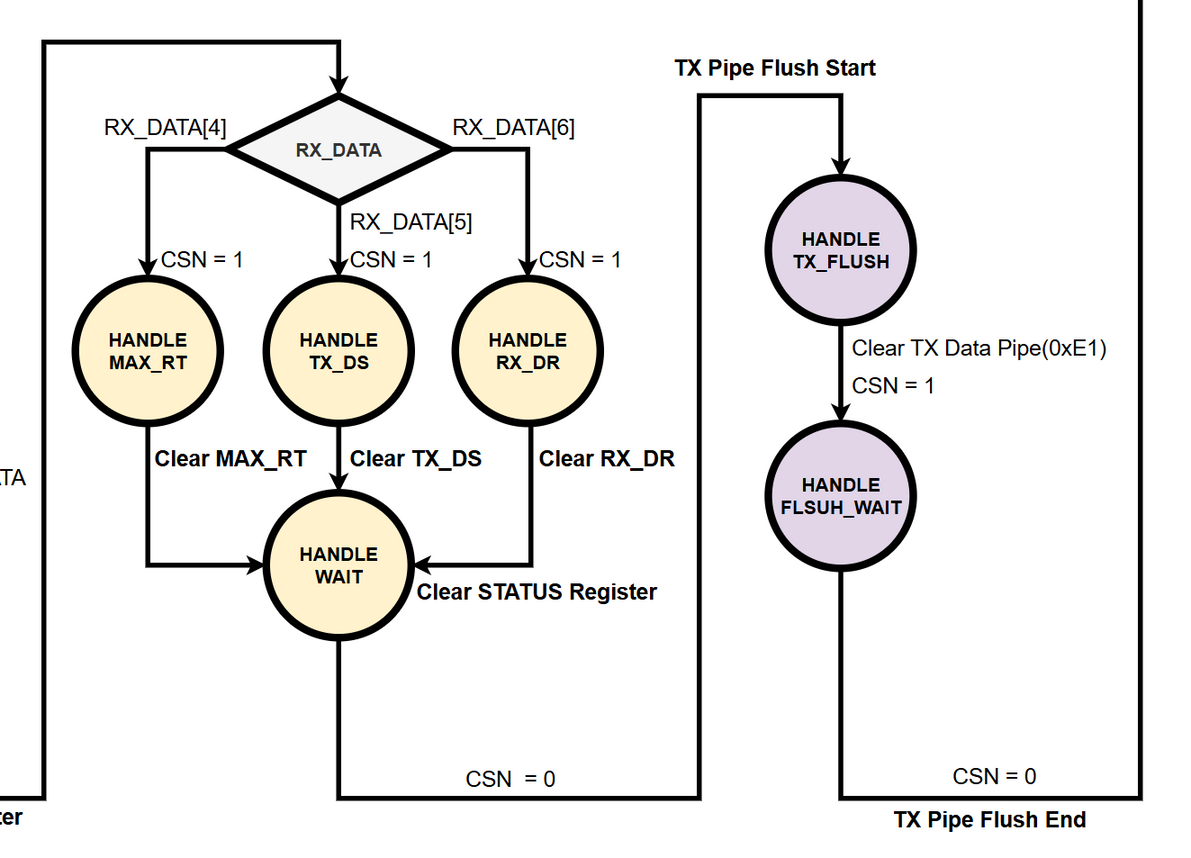 TX Pipe Flush Start
RX_DATA[4]
RX_DATA[6]
RX_DATA
RX_DATA[5]
CSN = 1
CSN = 1
CSN = 1
HANDLE
TX_FLUSH
HANDLE
MAX_RT
HANDLE
TX_DS
HANDLE
RX_DR
Clear TX Data Pipe(0xE1)
CSN = 1
Clear MAX_RT
Clear TX_DS
Clear RX_DR
TA
HANDLE
FLSUH_WAIT
HANDLE
WAIT
Clear STATUS Register
CSN = 0
CSN = 0
ter
TX Pipe Flush End